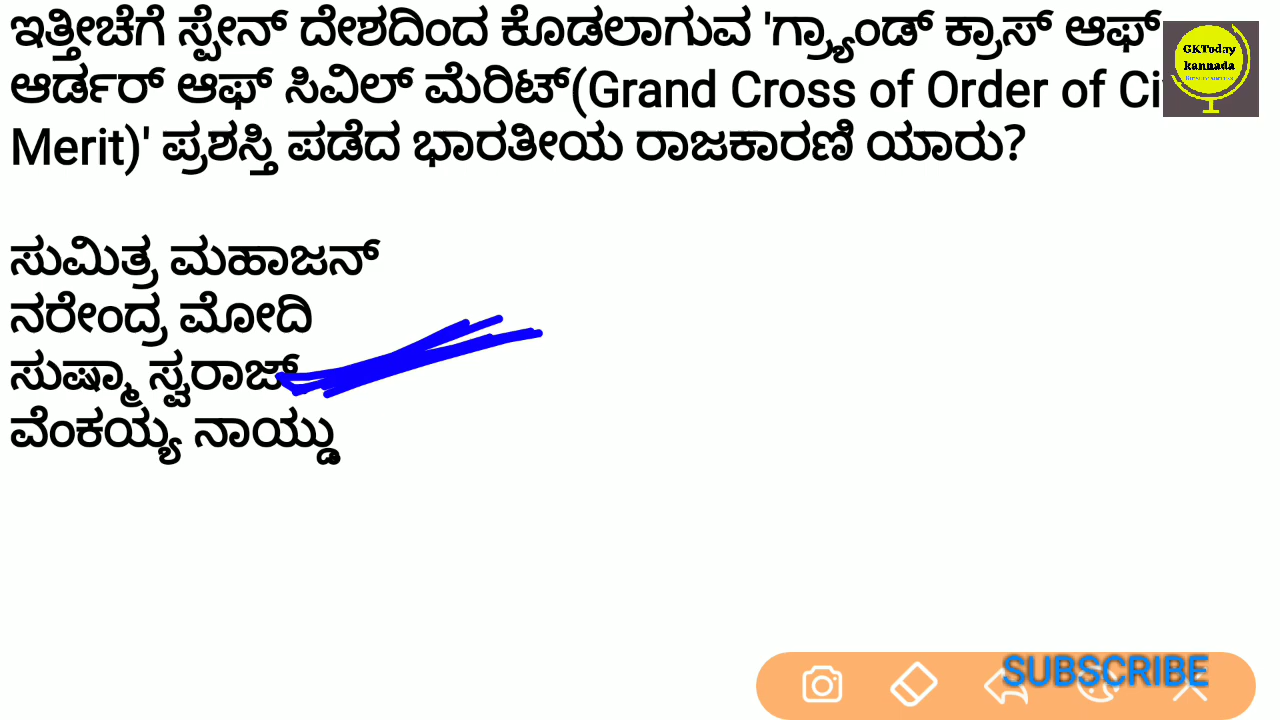 ಇತ್ತೀಚೆಗೆ ಸ್ಪೇನ್ ದೇಶದಿಂದ ಕೊಡಲಾಗುವ 'ಗ್ರ್ಯಾಂಡ್ ಕ್ರಾಸ್ ಆಫ್
ಆರ್ಡರ್ ಆಫ್ ಸಿವಿಲ್ ಮೆರಿಟ್(Grand Cross of Order of Ci
Merit)' ಪ್ರಶಸ್ತಿ ಪಡೆದ ಭಾರತೀಯ ರಾಜಕಾರಣಿ ಯಾರು?
ಸುಮಿತ್ರ ಮಹಾಜನ್
ನರೇಂದ್ರ ಮೋದಿ
ಸುಷ್ಮಾ ಸ್ವರಾಜ್
ವೆಂಕಯ್ಯ ನಾಯ್ಡು
GKToday
kannada
SUBSCRIBE